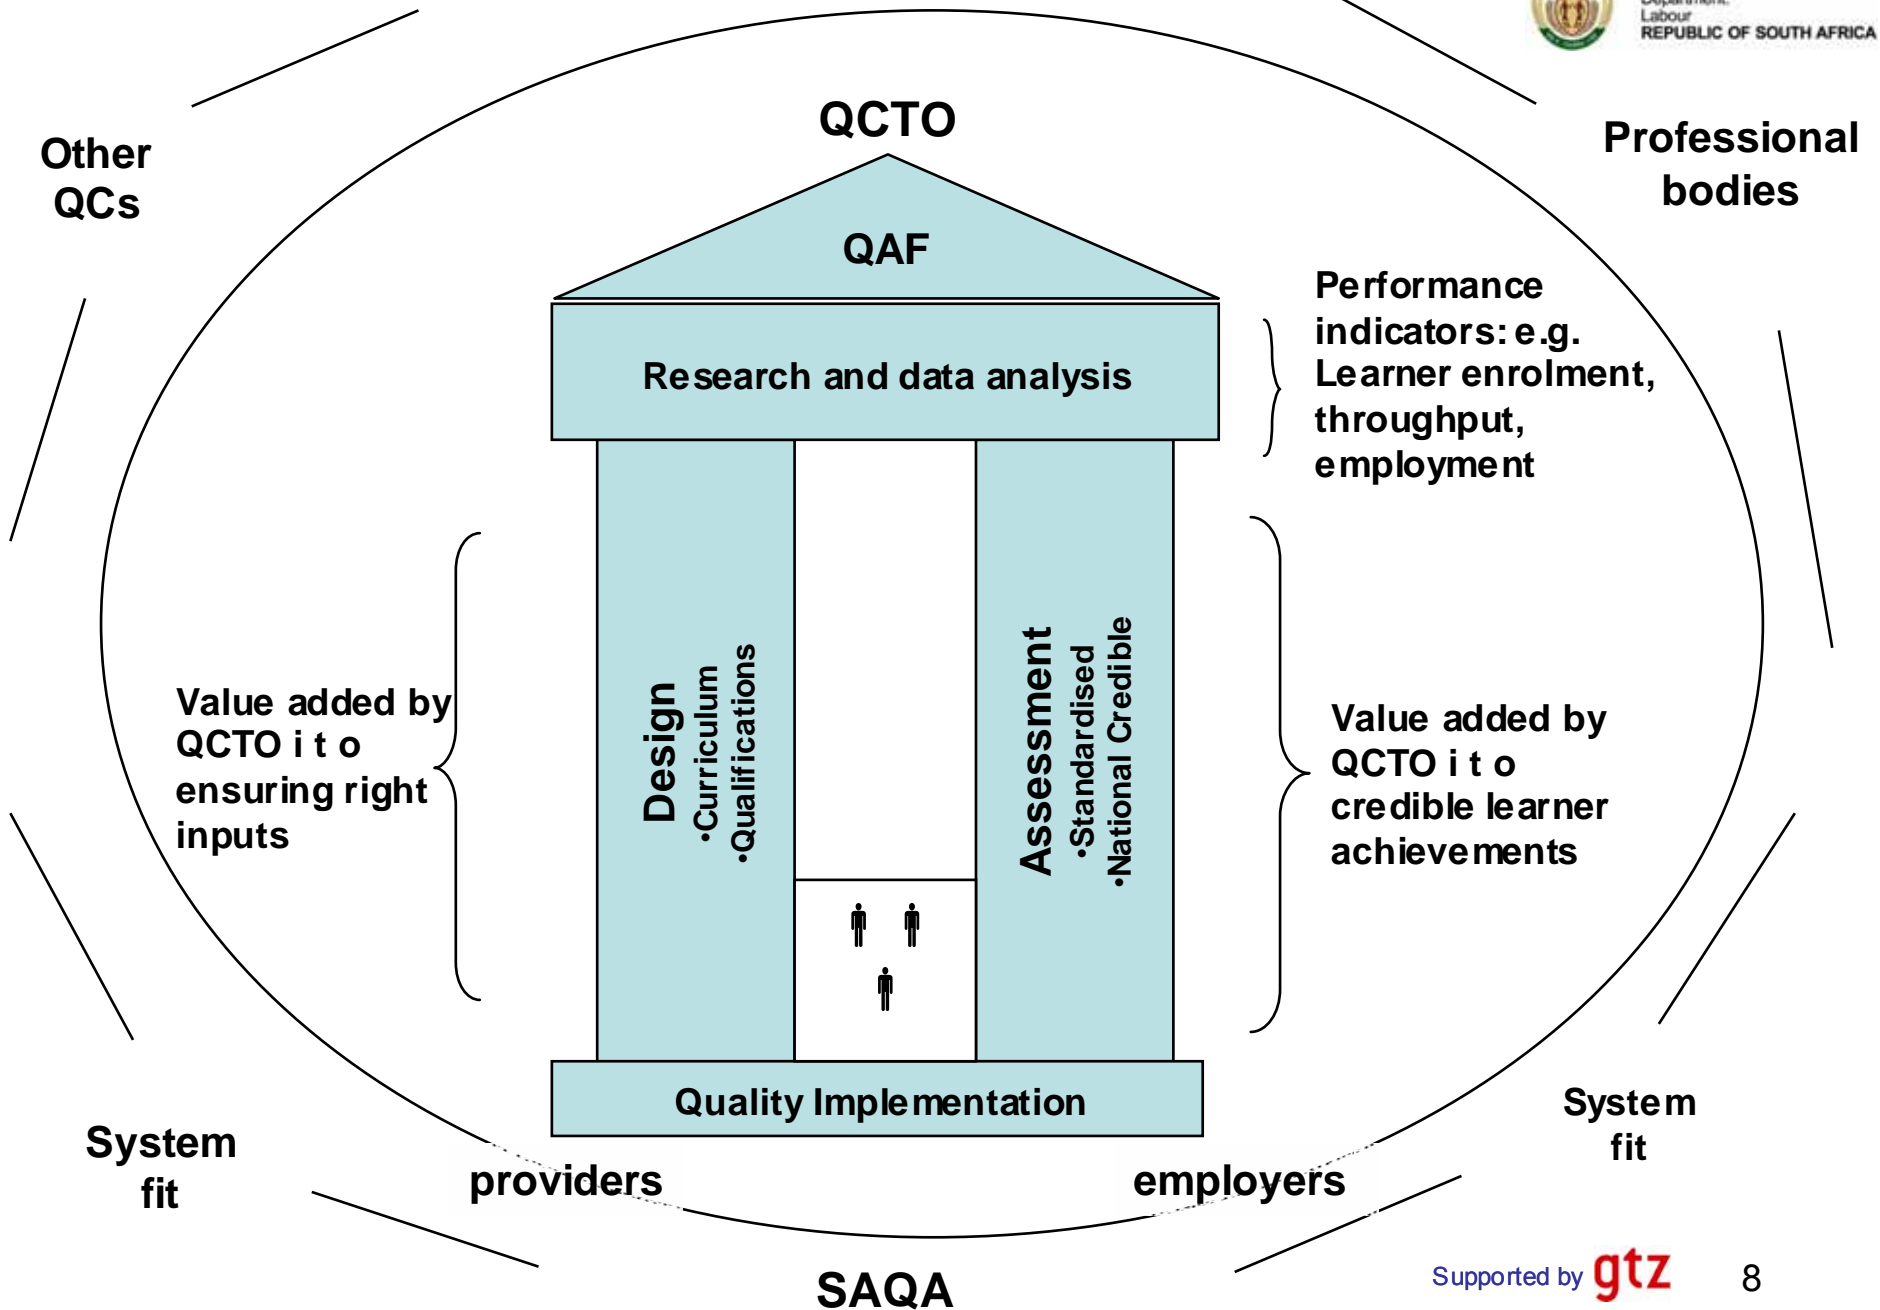 Department:
Labour
REPUBLIC OF SOUTH AFRICA
QCTO
Other
QCs
Professional
bodies
QAF
Performance
indicators: e.g.
Learner enrolment,
throughput,
employment
Research and data analysis
Value added by
QCTO i t o
ensuring right
inputs
Design
•Curriculum
•Qualifications
Assessment
•Standardised
•National Credible
Value added by
QCTO i t o
credible learner
achievements
Quality Implementation
System
fit
providers
employers
System
fit
SAQA
Supported by gtz
8